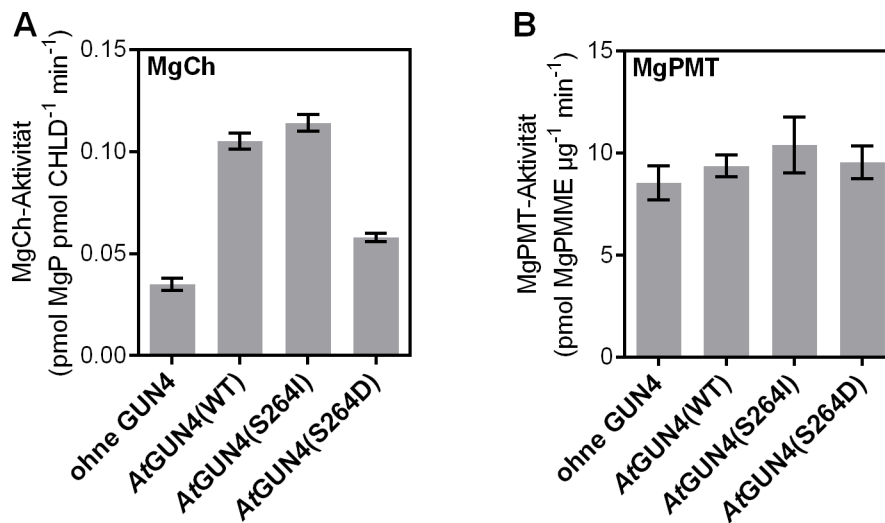 A
MgCh-Aktivität
(pmol MgP pmol CHLD⁻¹ min⁻¹)
0.15
0.10
0.05
0.00
MgCh
ohne GUN4
AtGUN4(WT)
AtGUN4(S264I)
AtGUN4(S264D)
B
MgPMT-Aktivität
(pmol MgPMME µg⁻¹ min⁻¹)
15
10
5
0
MgPMT
ohne GUN4
AtGUN4(WT)
AtGUN4(S264I)
AtGUN4(S264D)